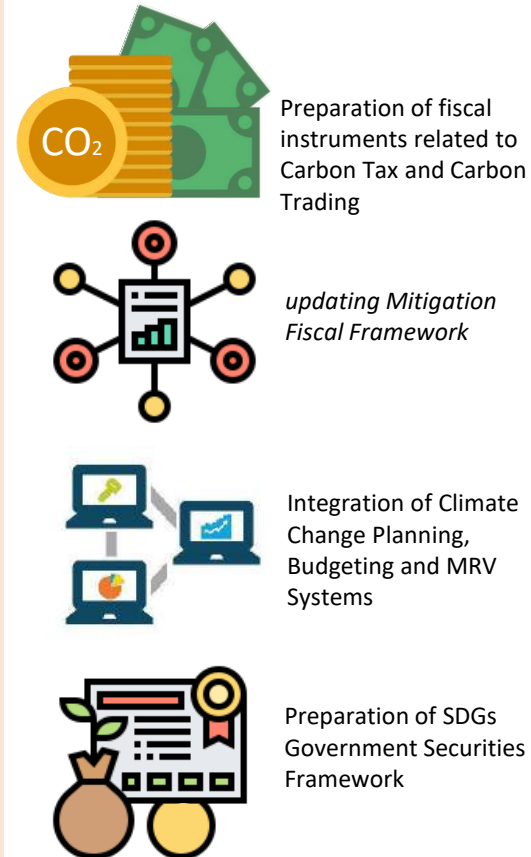 CO₂
Preparation of fiscal
instruments related to
Carbon Tax and Carbon
Trading
updating Mitigation
Fiscal Framework
Integration of Climate
Change Planning,
Budgeting and MRV
Systems
Preparation of SDGs
Government Securities
Framework